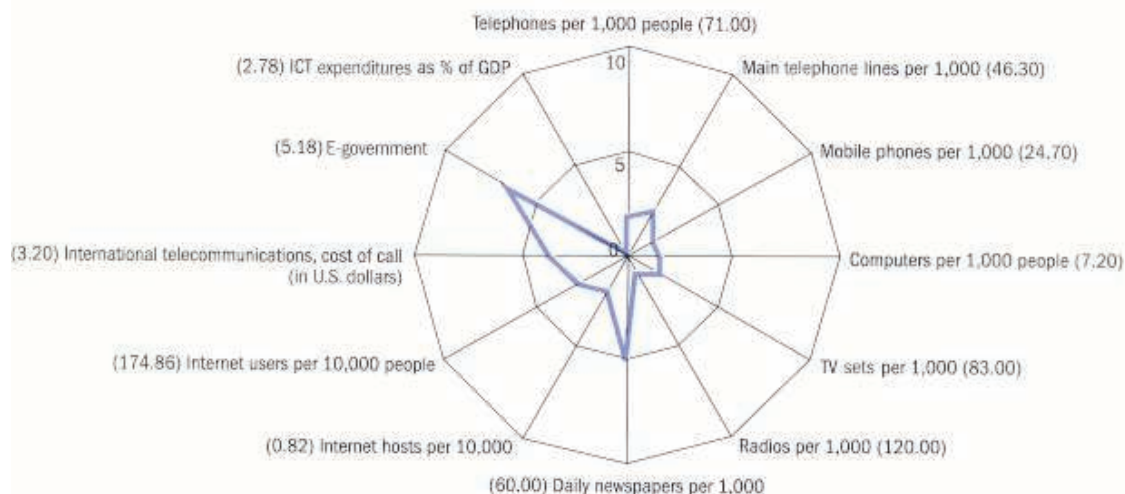 Telephones per 1,000 people (71.00)
(2.78) ICT expenditures as % of GDP
10
Main telephone lines per 1,000 (46.30)
(5.18) E-government
Mobile phones per 1,000 (24.70)
5
(3.20) International telecommunications, cost of call
(in U.S. dollars)
0
Computers per 1,000 people (7.20)
(174.86) Internet users per 10,000 people
TV sets per 1,000 (83.00)
(0.82) Internet hosts per 10,000
Radios per 1,000 (120.00)
(60.00) Daily newspapers per 1,000